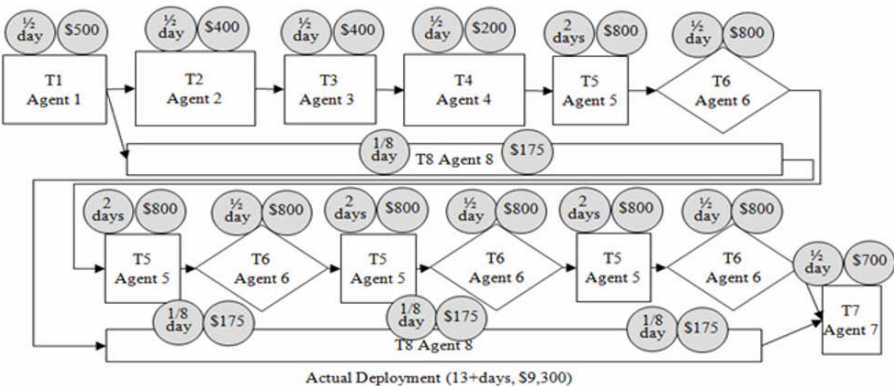 ½ day $500 ½ day $400 ½ day $400 ½ day $200 2 days $800 ½ day $800
T1 Agent 1
T2 Agent 2
T3 Agent 3
T4 Agent 4
T5 Agent 5
T6 Agent 6
1/8 day T8 Agent 8 $175
2 days $800 ½ day $800 2 days $800 ½ day $800 2 days $800 ½ day $800
T5 Agent 5
T6 Agent 6
T5 Agent 5
T6 Agent 6
T5 Agent 5
T6 Agent 6
½ day $700
T7 Agent 7
1/8 day $175 1/8 day $175 1/8 day $175
T8 Agent 8
Actual Deployment (13+days, $9,300)